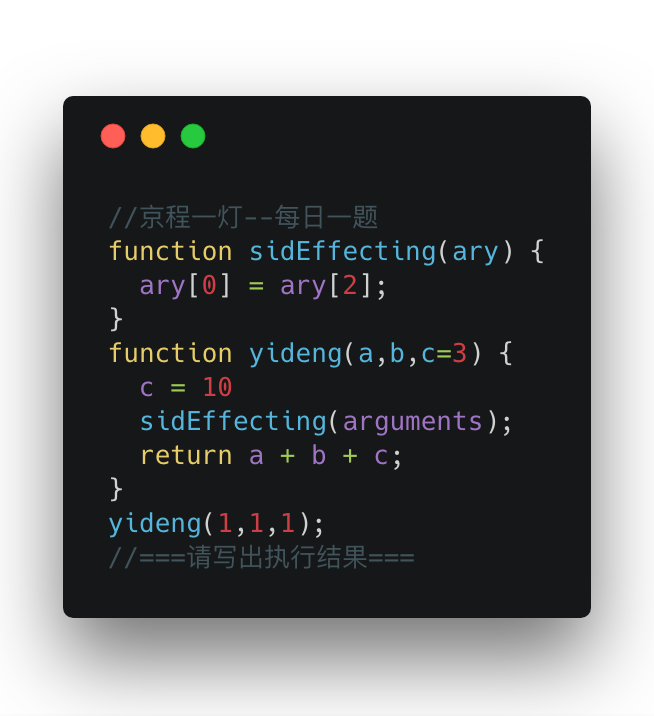 //京程一灯--每日一题
function sidEffecting(ary) {
  ary[0] = ary[2];
}
function yideng(a,b,c=3) {
  c = 10
  sidEffecting(arguments);
  return a + b + c;
}
yideng(1,1,1);
//===请写出执行结果===